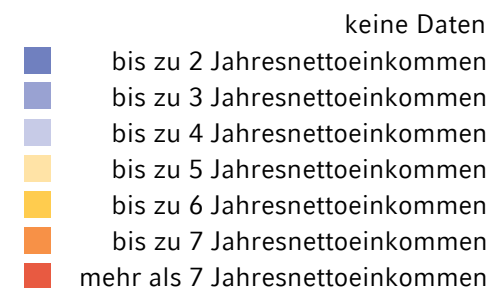 keine Daten
bis zu 2 Jahresnettoeinkommen
bis zu 3 Jahresnettoeinkommen
bis zu 4 Jahresnettoeinkommen
bis zu 5 Jahresnettoeinkommen
bis zu 6 Jahresnettoeinkommen
bis zu 7 Jahresnettoeinkommen
mehr als 7 Jahresnettoeinkommen